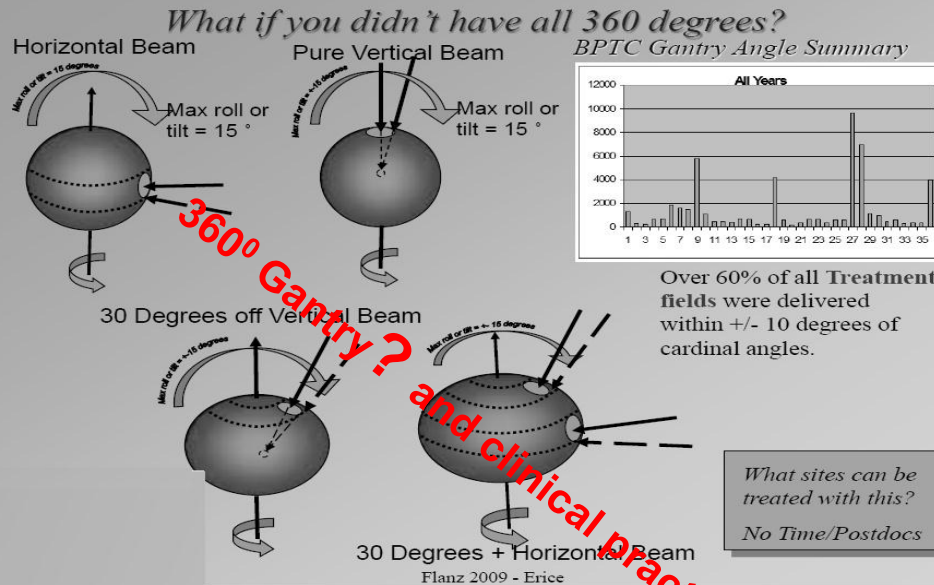 What if you didn't have all 360 degrees?
Horizontal Beam
Max roll or tilt = 15 degrees
Max roll or
tilt = 15 °
Pure Vertical Beam
Max roll or tilt = +-15 degrees
Max roll or
tilt = 15 °
BPTC Gantry Angle Summary
All Years
12000
10000
8000
6000
4000
2000
0
1 3 5 7 9 11 13 15 17 19 21 23 25 27 29 31 33 35
Over 60% of all Treatment
fields were delivered
within +/- 10 degrees of
cardinal angles.
360⁰ Gantry? and clinical prac
30 Degrees off Vertical Beam
Max roll or tilt = +-15 degrees
Max roll or tilt = +- 15 degrees
30 Degrees + Horizontal Beam
What sites can be
treated with this?
No Time/Postdocs
Flanz 2009 - Erice